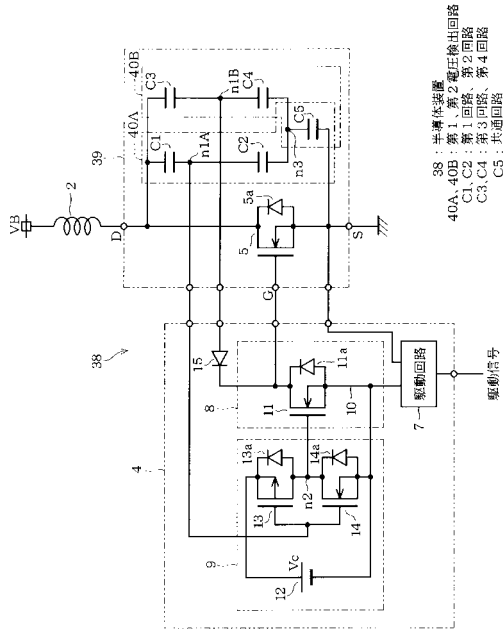 VB
2
D
39
40A
40B
C1
C3
n1A
n1B
C2
C4
n3
C5
5
5a
G
S
38
4
15
8
11
11a
10
9
13
13a
n2
14
14a
Vc
12
駆動回路
7
駆動信号
38：半導体装置
40A、40B：第1、第2電圧検出回路
C1,C2：第1回路、第2回路
C3,C4：第3回路、第4回路
C5：共通回路